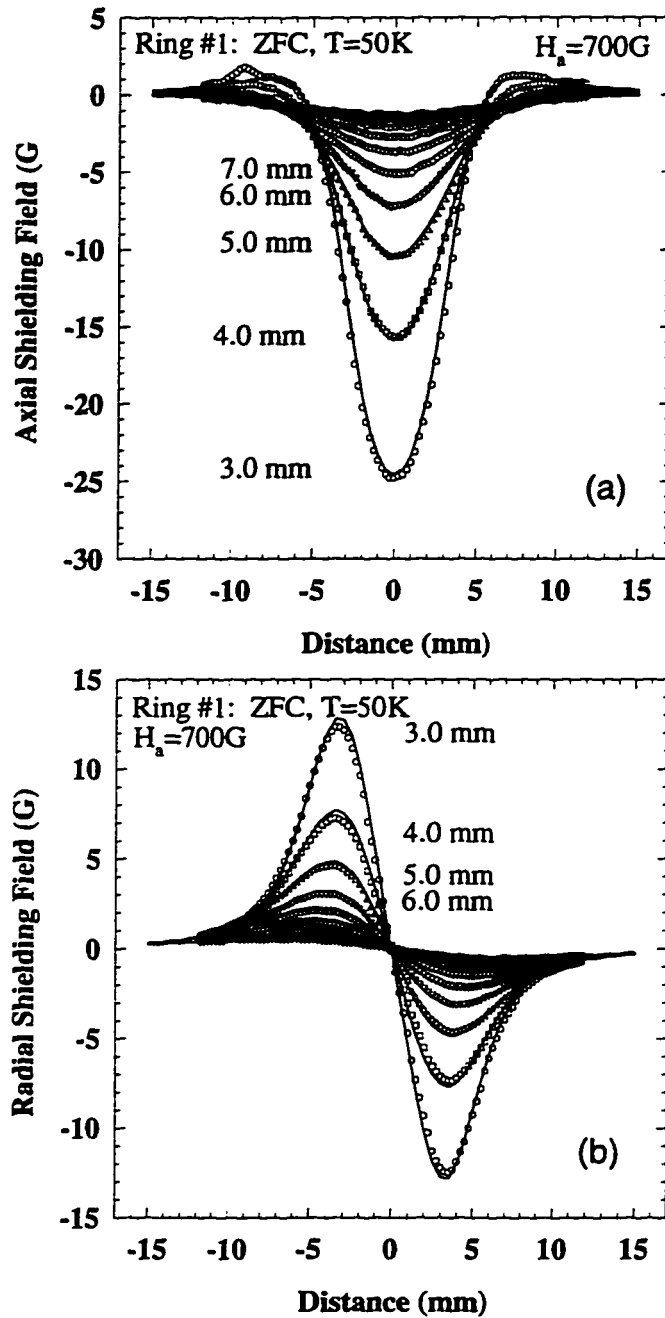 Ring #1: ZFC, T=50K
Hₐ=700G
5
0
-5
-10
-15
-20
-25
-30
Axial Shielding Field (G
7.0 mm
6.0 mm
5.0 mm
4.0 mm
3.0 mm
(a)
-15 -10 -5 0 5 10 15
Distance (mm)
Ring #1: ZFC, T=50K
Hₐ=700G
15
10
5
0
-5
-10
-15
Radial Shielding Field (G)
3.0 mm
4.0 mm
5.0 mm
6.0 mm
(b)
-15 -10 -5 0 5 10 15
Distance (mm)